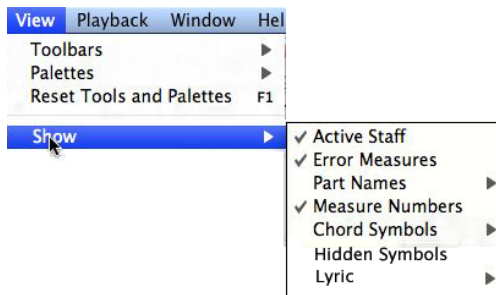 View Playback Window Hel
Toolbars
Palettes
Reset Tools and Palettes F1
Show
✓ Active Staff
✓ Error Measures
Part Names
✓ Measure Numbers
Chord Symbols
Hidden Symbols
Lyric